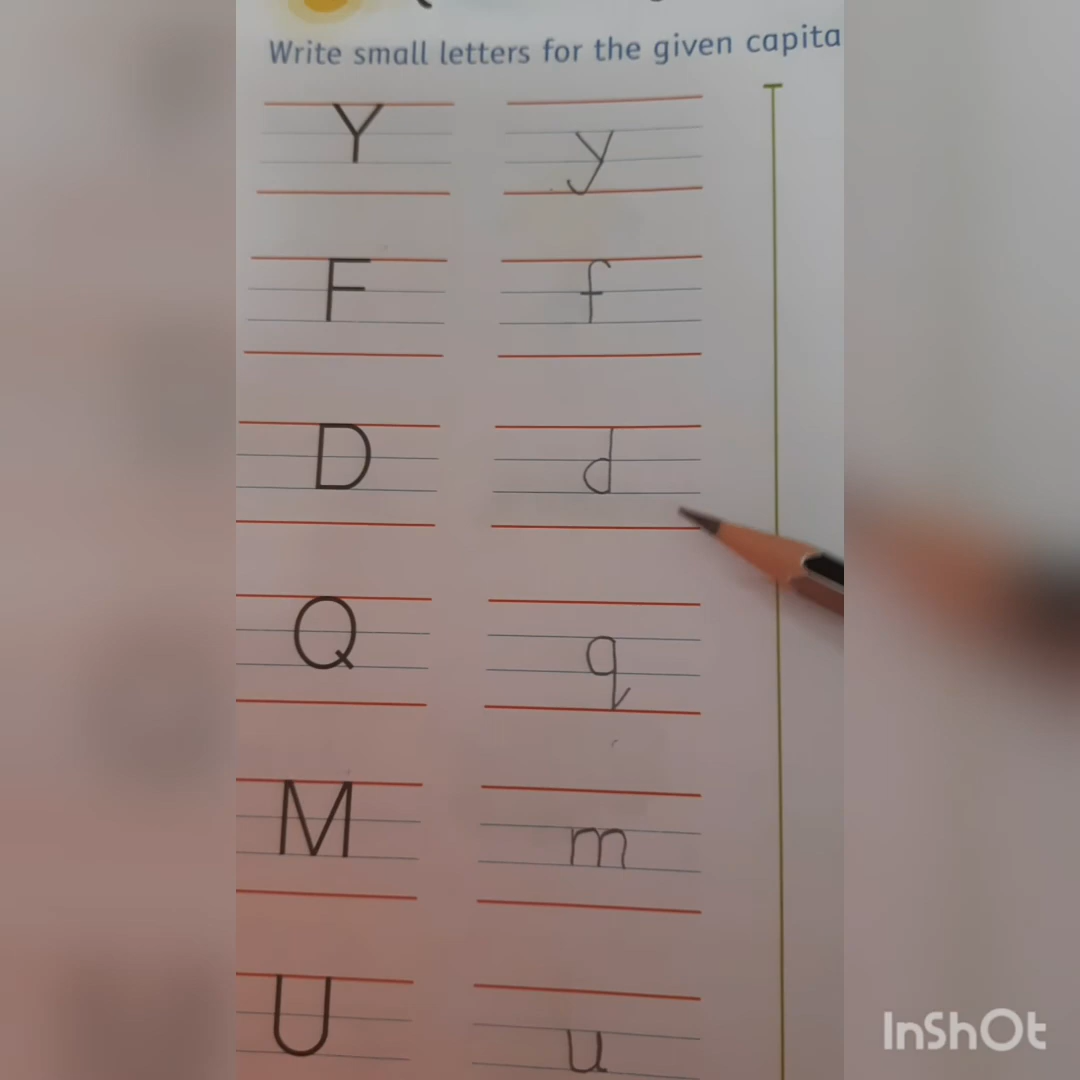 Write small letters for the given capita
Y y
F f
D d
Q q
M m
U u
InShOt